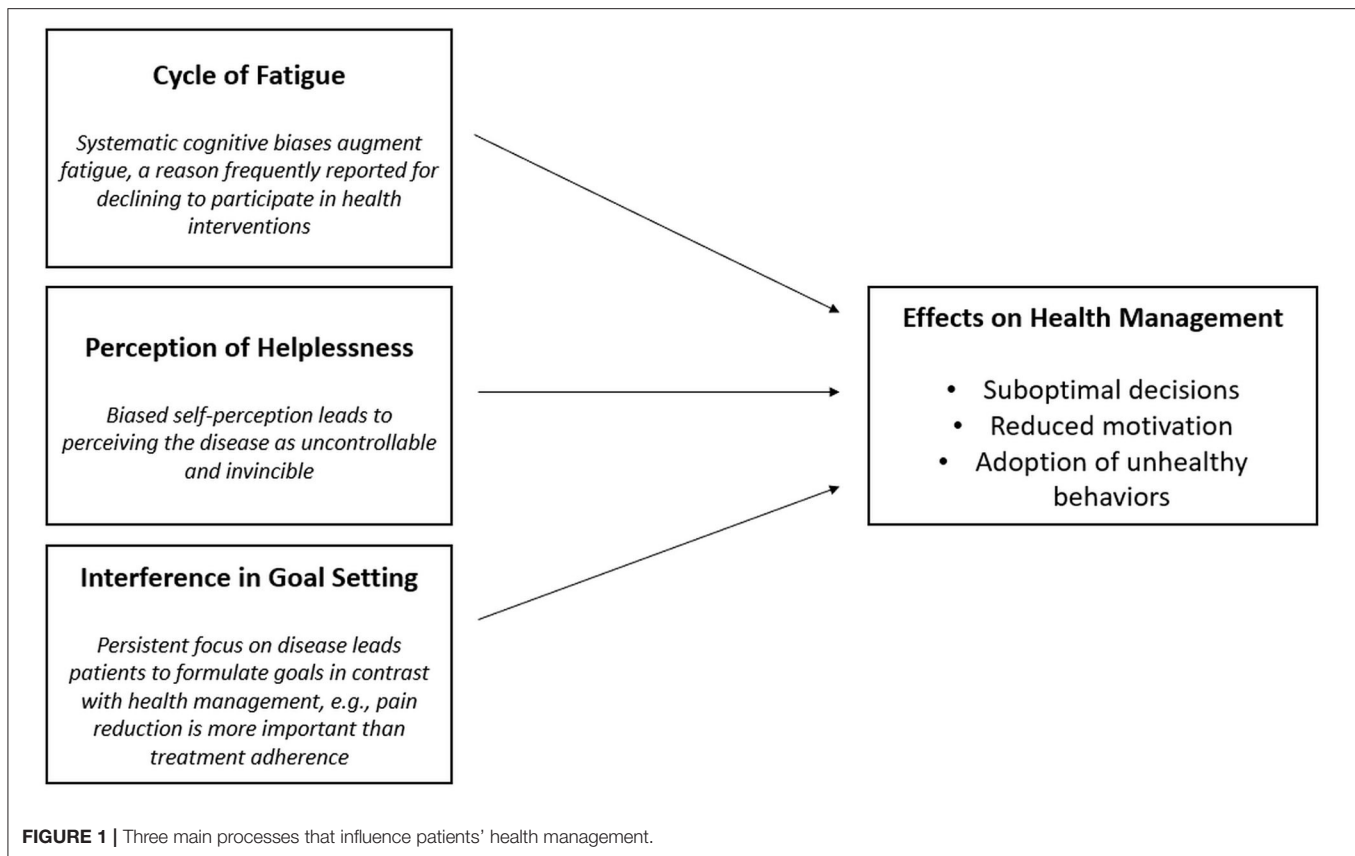 Cycle of Fatigue
Systematic cognitive biases augment
fatigue, a reason frequently reported for
declining to participate in health
interventions
Perception of Helplessness
Biased self-perception leads to
perceiving the disease as uncontrollable
and invincible
Interference in Goal Setting
Persistent focus on disease leads
patients to formulate goals in contrast
with health management, e.g., pain
reduction is more important than
treatment adherence
Effects on Health Management
• Suboptimal decisions
• Reduced motivation
• Adoption of unhealthy
behaviors
FIGURE 1 | Three main processes that influence patients' health management.